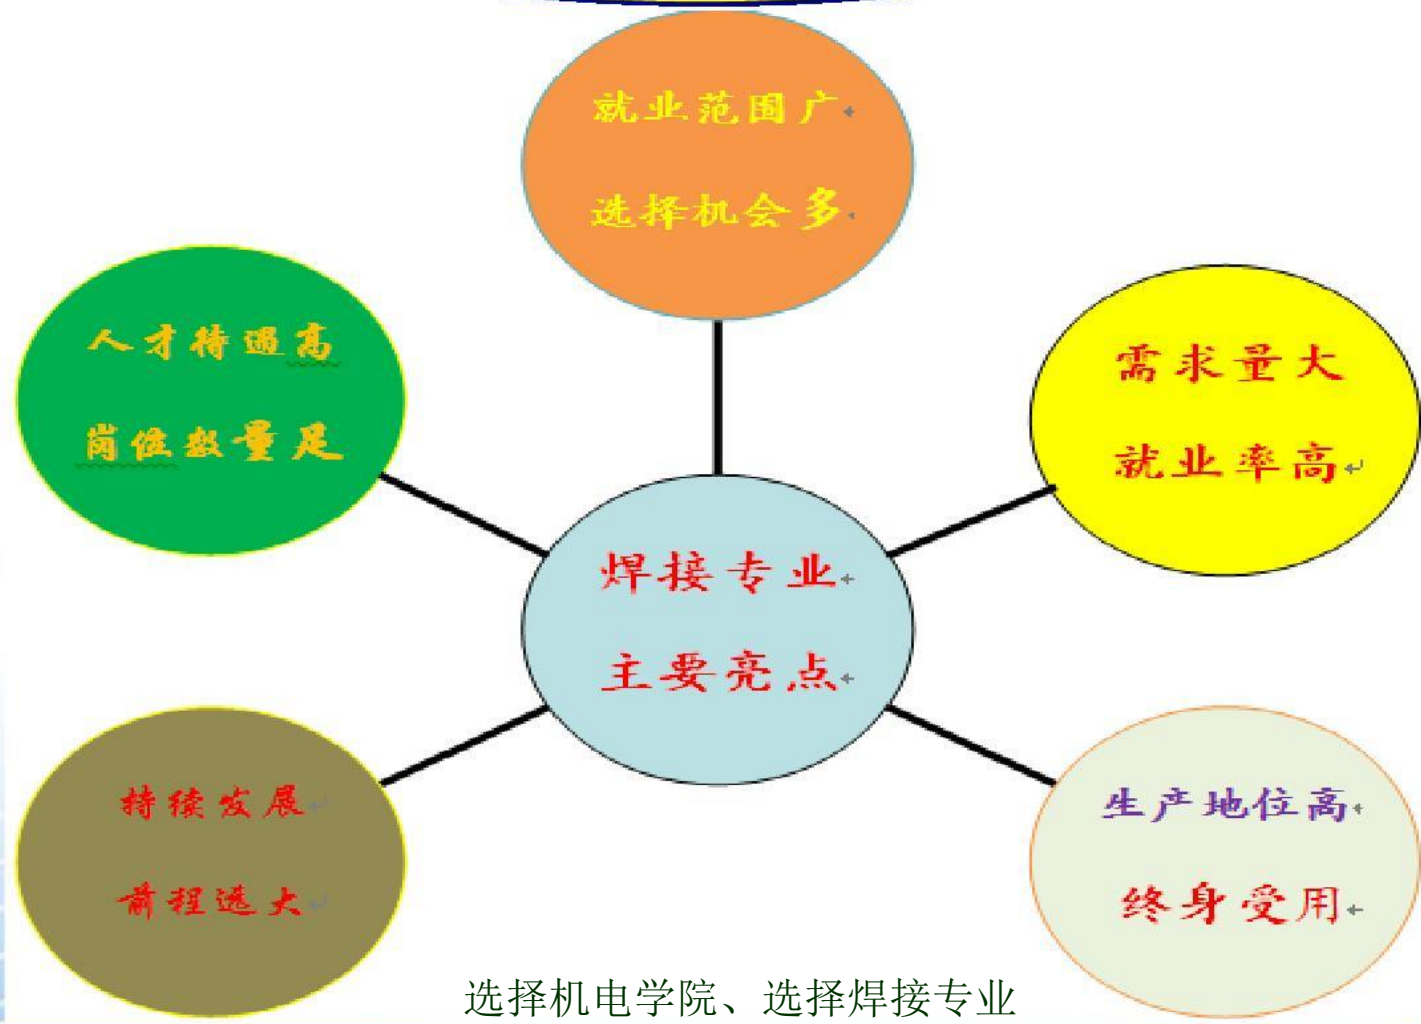 就业范围广
选择机会多
人才待遇高
岗位数量足
需求量大
就业率高
焊接专业
主要亮点
持续发展
前程远大
生产地位高
终身受用
选择机电学院、选择焊接专业